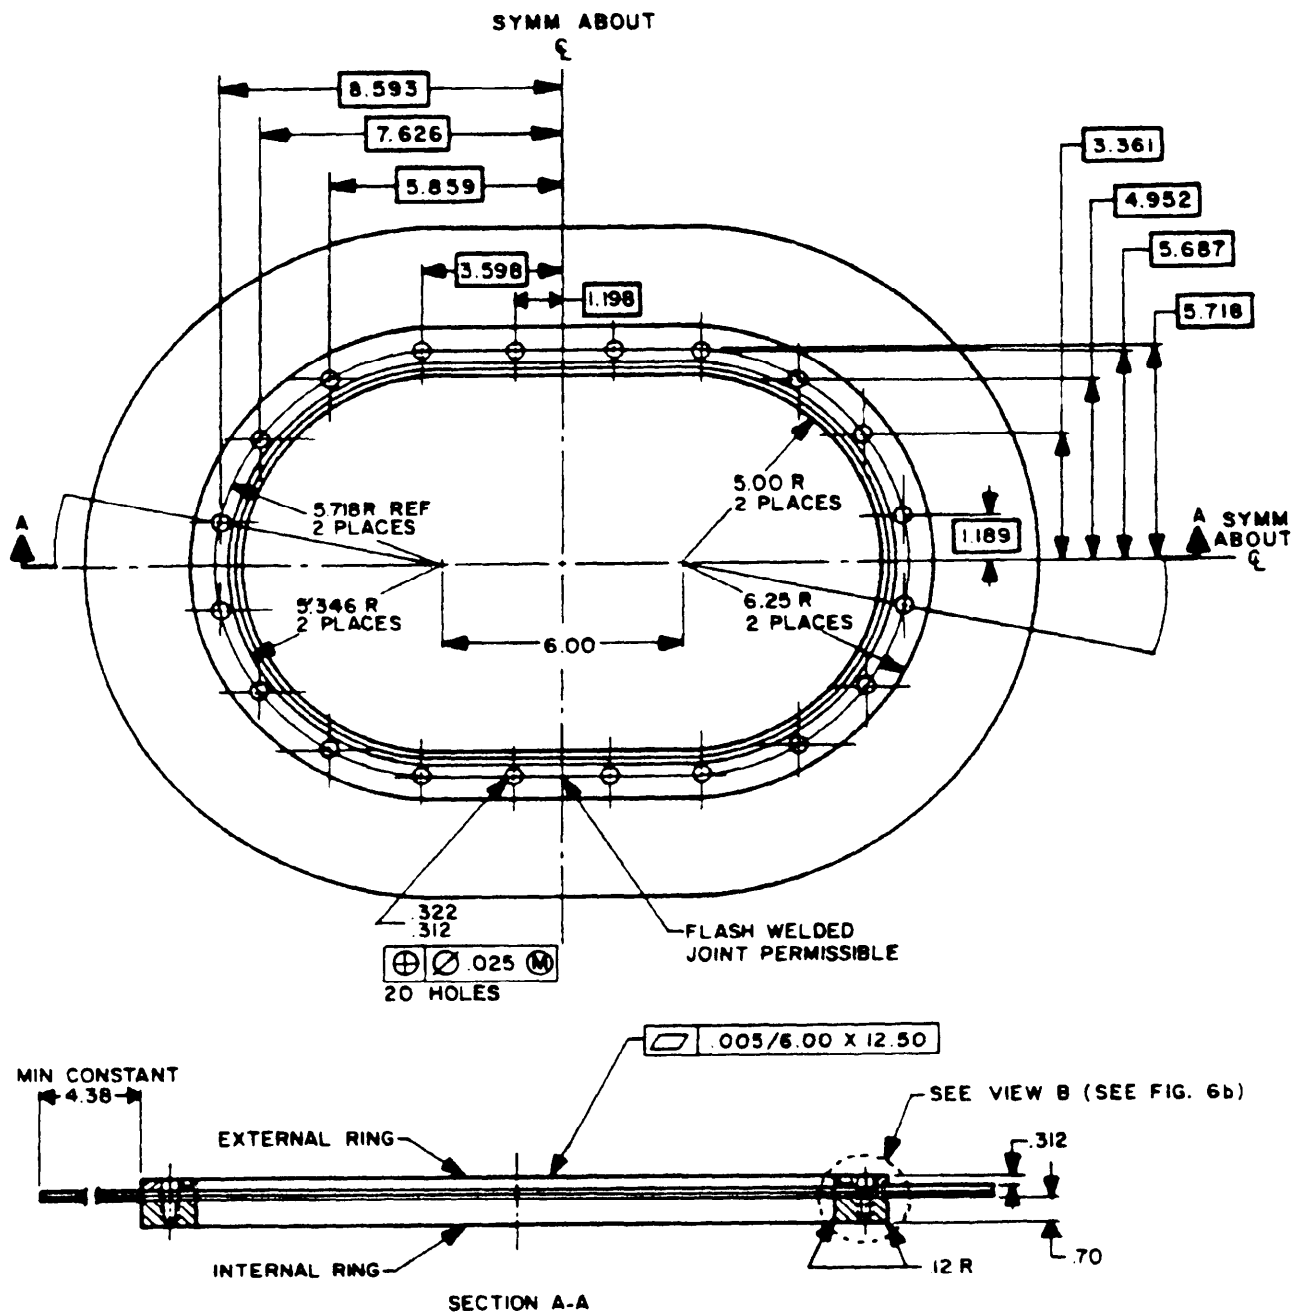 SYMM ABOUT
℄
8.593
7.626
5.859
3.598
1.198
3.361
4.952
5.687
5.718
5.00 R
2 PLACES
5.718R REF
2 PLACES
A
1.189
A SYMM
ABOUT
℄
5.346 R
2 PLACES
6.25 R
2 PLACES
6.00
.322
.312
⌖ ∅ .025 Ⓜ
20 HOLES
FLASH WELDED
JOINT PERMISSIBLE
⏥ .005/6.00 X 12.50
MIN CONSTANT
4.38
SEE VIEW B (SEE FIG. 6b)
EXTERNAL RING
.312
INTERNAL RING
.12 R
.70
SECTION A-A